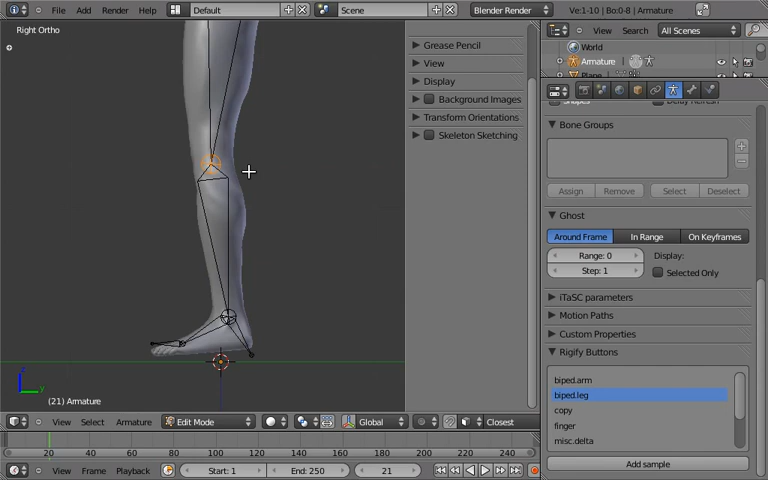 File Add Render Help Default Scene Blender Render Ve:1-10 | Bo:0-8 | Armature
Right Ortho
(21) Armature
Grease Pencil
View
Display
Background Images
Transform Orientations
Skeleton Sketching
View Search All Scenes
World
Armature
Plane
Bone Groups
Assign Remove Select Deselect
Ghost
Around Frame In Range On Keyframes
Range: 0 Display:
Step: 1 Selected Only
iTaSC parameters
Motion Paths
Custom Properties
Rigify Buttons
biped.arm
biped.leg
copy
finger
misc.delta
Add sample
View Select Armature Edit Mode Global Closest
20 40 60 80 100 120 140 160 180 200 220 240
View Frame Playback Start: 1 End: 250 21